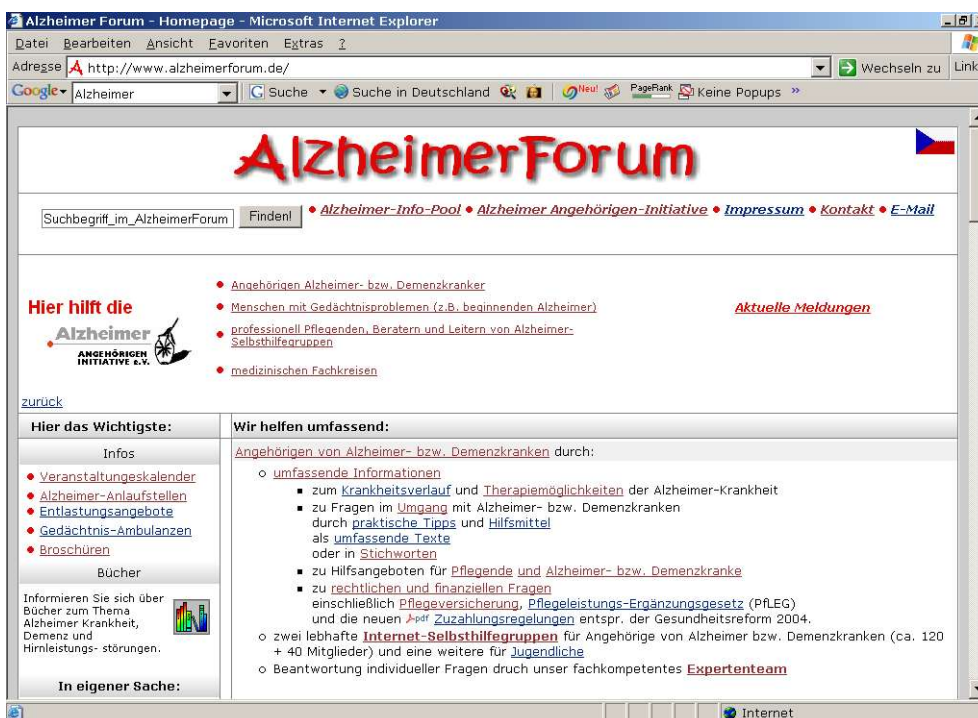 Alzheimer Forum - Homepage - Microsoft Internet Explorer
Datei Bearbeiten Ansicht Favoriten Extras ?
Adresse http://www.alzheimerforum.de/ Wechseln zu Link
Google Alzheimer Suche Suche in Deutschland Neu! PageRank Keine Popups »
AlzheimerForum
Suchbegriff_im_AlzheimerForum Finden! • Alzheimer-Info-Pool • Alzheimer Angehörigen-Initiative • Impressum • Kontakt • E-Mail
• Angehörigen Alzheimer- bzw. Demenzkranker
Hier hilft die
• Menschen mit Gedächtnisproblemen (z.B. beginnenden Alzheimer)
Aktuelle Meldungen
Alzheimer
ANGEHÖRIGEN
INITIATIVE e.V.
• professionell Pflegenden, Beratern und Leitern von Alzheimer-
Selbsthilfegruppen
• medizinischen Fachkreisen
zurück
Hier das Wichtigste:
Infos
• Veranstaltungeskalender
• Alzheimer-Anlaufstellen
• Entlastungsangebote
• Gedächtnis-Ambulanzen
• Broschüren
Bücher
Informieren Sie sich über
Bücher zum Thema
Alzheimer Krankheit,
Demenz und
Hirnleistungs- störungen.
In eigener Sache:
Wir helfen umfassend:
Angehörigen von Alzheimer- bzw. Demenzkranken durch:
o umfassende Informationen
▪ zum Krankheitsverlauf und Therapiemöglichkeiten der Alzheimer-Krankheit
▪ zu Fragen im Umgang mit Alzheimer- bzw. Demenzkranken
durch praktische Tipps und Hilfsmittel
als umfassende Texte
oder in Stichworten
▪ zu Hilfsangeboten für Pflegende und Alzheimer- bzw. Demenzkranke
▪ zu rechtlichen und finanziellen Fragen
einschließlich Pflegeversicherung, Pflegeleistungs-Ergänzungsgesetz (PfLEG)
und die neuen pdf Zuzahlungsregelungen entspr. der Gesundheitsreform 2004.
o zwei lebhafte Internet-Selbsthilfegruppen für Angehörige von Alzheimer bzw. Demenzkranken (ca. 120
+ 40 Mitglieder) und eine weitere für Jugendliche
o Beantwortung individueller Fragen druch unser fachkompetentes Expertenteam
Internet